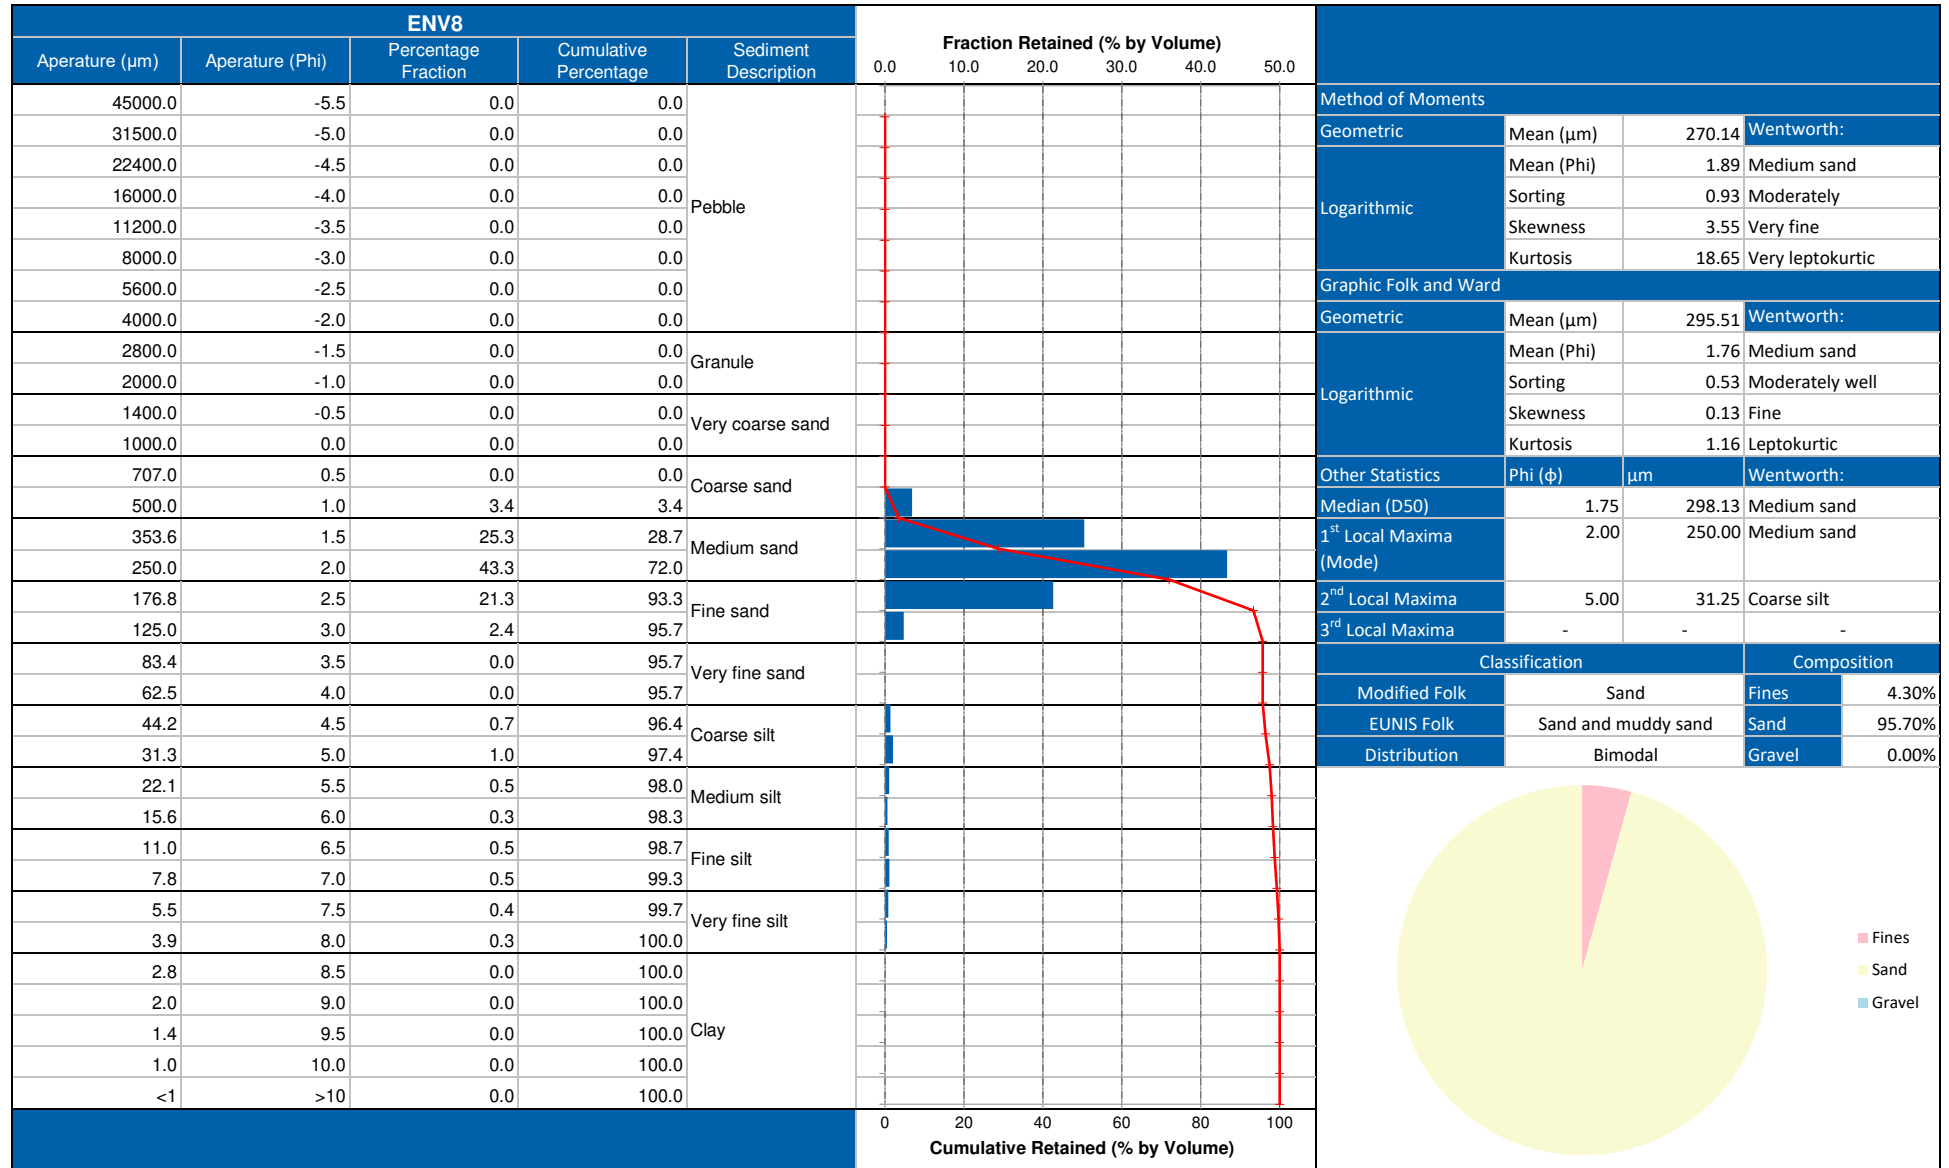 ENV8
Aperature (µm) Aperature (Phi) Percentage Fraction Cumulative Percentage Sediment Description
45000.0 -5.5 0.0 0.0
31500.0 -5.0 0.0 0.0
22400.0 -4.5 0.0 0.0
16000.0 -4.0 0.0 0.0
Pebble
11200.0 -3.5 0.0 0.0
8000.0 -3.0 0.0 0.0
5600.0 -2.5 0.0 0.0
4000.0 -2.0 0.0 0.0
2800.0 -1.5 0.0 0.0
Granule
2000.0 -1.0 0.0 0.0
1400.0 -0.5 0.0 0.0
Very coarse sand
1000.0 0.0 0.0 0.0
707.0 0.5 0.0 0.0
Coarse sand
500.0 1.0 3.4 3.4
353.6 1.5 25.3 28.7
Medium sand
250.0 2.0 43.3 72.0
176.8 2.5 21.3 93.3
Fine sand
125.0 3.0 2.4 95.7
83.4 3.5 0.0 95.7
Very fine sand
62.5 4.0 0.0 95.7
44.2 4.5 0.7 96.4
Coarse silt
31.3 5.0 1.0 97.4
22.1 5.5 0.5 98.0
Medium silt
15.6 6.0 0.3 98.3
11.0 6.5 0.5 98.7
Fine silt
7.8 7.0 0.5 99.3
5.5 7.5 0.4 99.7
Very fine silt
3.9 8.0 0.3 100.0
2.8 8.5 0.0 100.0
2.0 9.0 0.0 100.0
1.4 9.5 0.0 100.0 Clay
1.0 10.0 0.0 100.0
<1 >10 0.0 100.0
Fraction Retained (% by Volume)
0.0 10.0 20.0 30.0 40.0 50.0
0 20 40 60 80 100
Cumulative Retained (% by Volume)
Method of Moments
Geometric Mean (µm) 270.14 Wentworth:
Logarithmic
Mean (Phi) 1.89 Medium sand
Sorting 0.93 Moderately
Skewness 3.55 Very fine
Kurtosis 18.65 Very leptokurtic
Graphic Folk and Ward
Geometric Mean (µm) 295.51 Wentworth:
Logarithmic
Mean (Phi) 1.76 Medium sand
Sorting 0.53 Moderately well
Skewness 0.13 Fine
Kurtosis 1.16 Leptokurtic
Other Statistics Phi (ϕ) µm Wentworth:
Median (D50) 1.75 298.13 Medium sand
1st Local Maxima 2.00 250.00 Medium sand
(Mode)
2nd Local Maxima 5.00 31.25 Coarse silt
3rd Local Maxima - - -
Classification Composition
Modified Folk Sand Fines 4.30%
EUNIS Folk Sand and muddy sand Sand 95.70%
Distribution Bimodal Gravel 0.00%
Fines
Sand
Gravel